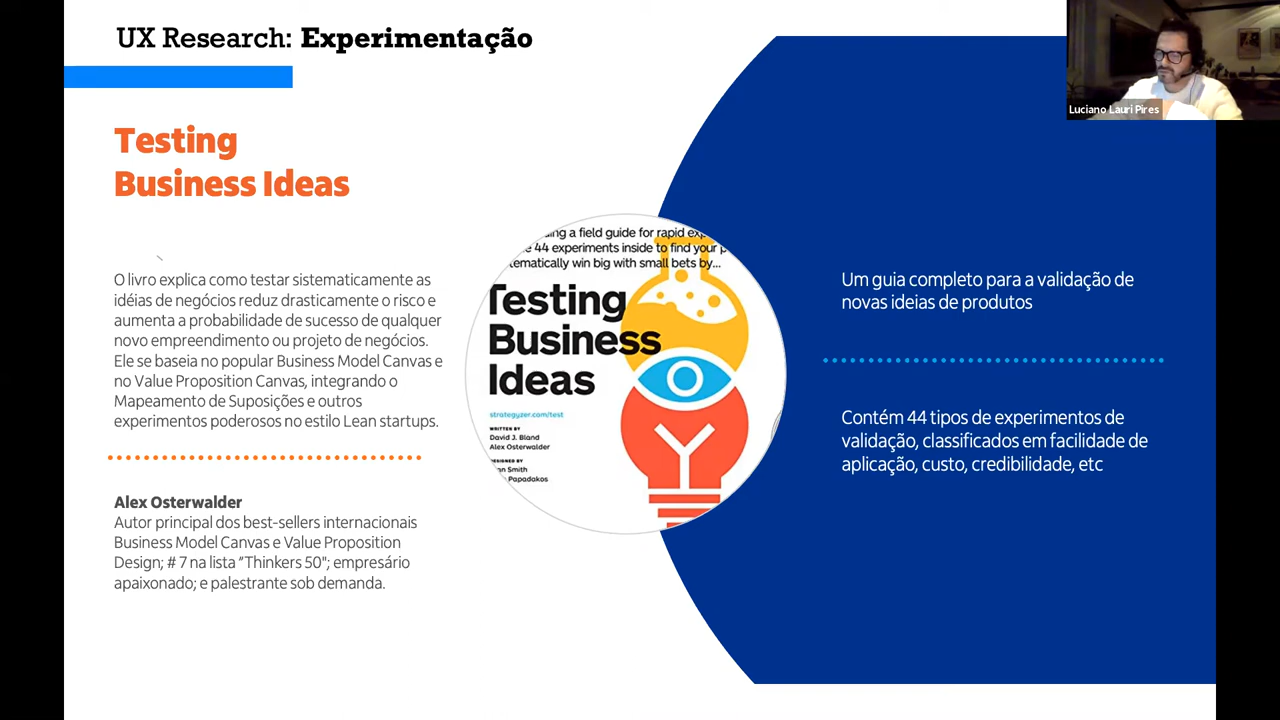 UX Research: Experimentação
Luciano Lauri Pires
Testing
Business Ideas
O livro explica como testar sistematicamente as
idéias de negócios reduz drasticamente o risco e
aumenta a probabilidade de sucesso de qualquer
novo empreendimento ou projeto de negócios.
Ele se baseia no popular Business Model Canvas e
no Value Proposition Canvas, integrando o
Mapeamento de Suposições e outros
experimentos poderosos no estilo Lean startups.
Alex Osterwalder
Autor principal dos best-sellers internacionais
Business Model Canvas e Value Proposition
Design; # 7 na lista "Thinkers 50"; empresário
apaixonado; e palestrante sob demanda.
a field guide for rapid
44 experiments inside to find your
win big with small bets by...
Testing
Business
Ideas
strategyzer.com/test
WRITTEN BY
David J. Bland
Alex Osterwalder
DESIGNED BY
Smith
Papadakos
Um guia completo para a validação de
novas ideias de produtos
Contém 44 tipos de experimentos de
validação, classificados em facilidade de
aplicação, custo, credibilidade, etc